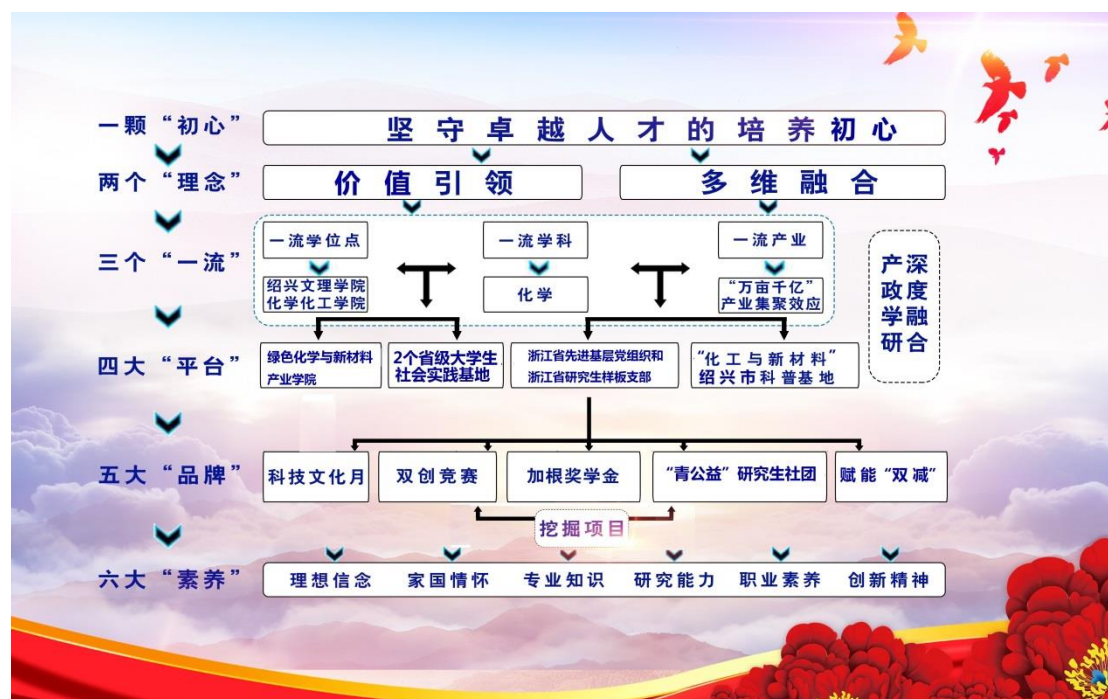 一颗“初心”
坚守卓越人才的培养初心
两个“理念”
价值引领
多维融合
三个“一流”
一流学位点
一流学科
一流产业
绍兴文理学院
化学化工学院
化学
“万亩千亿”
产业集聚效应
产政学研
深度融合
四大“平台”
绿色化学与新材料
产业学院
2个省级大学生
社会实践基地
浙江省先进基层党组织和
浙江省研究生样板支部
“化工与新材料”
绍兴市科普基地
五大“品牌”
科技文化月
双创竞赛
加根奖学金
“青公益”研究生社团
赋能“双减”
挖掘项目
六大“素养”
理想信念
家国情怀
专业知识
研究能力
职业素养
创新精神